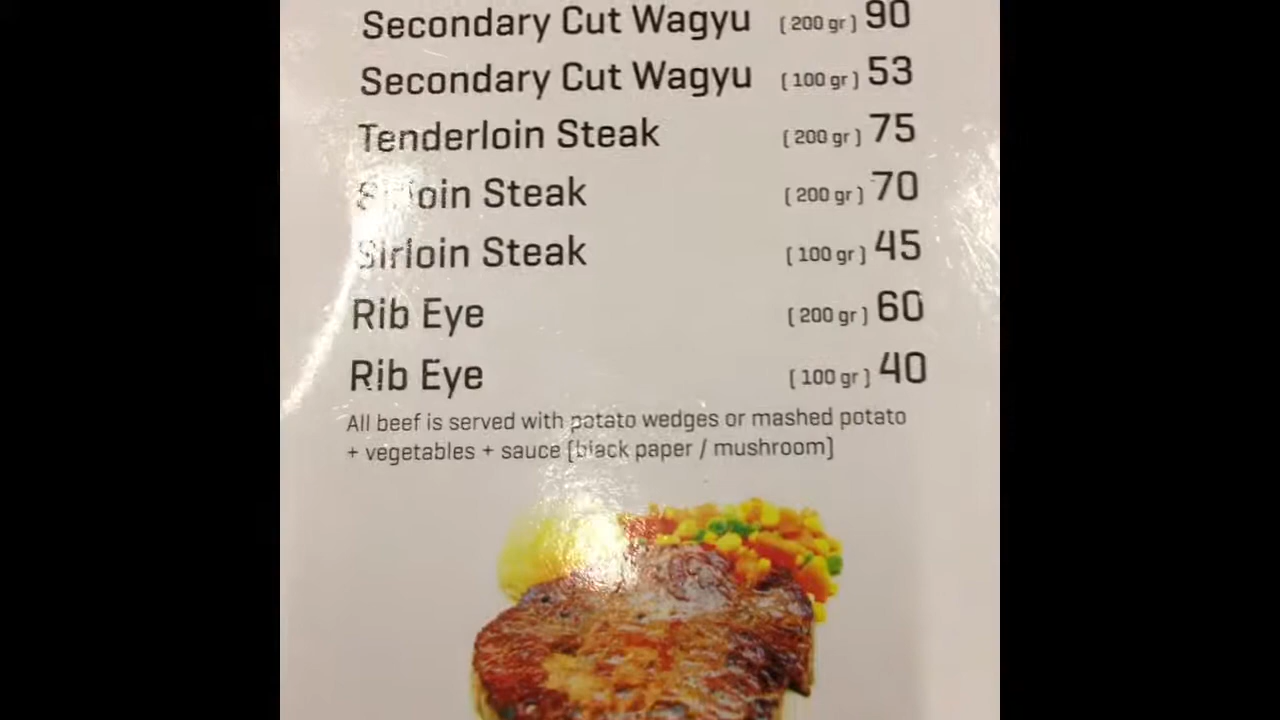 Secondary Cut Wagyu [ 200 gr ] 90
Secondary Cut Wagyu [ 100 gr ] 53
Tenderloin Steak [ 200 gr ] 75
Sirloin Steak [ 200 gr ] 70
Sirloin Steak [ 100 gr ] 45
Rib Eye [ 200 gr ] 60
Rib Eye [ 100 gr ] 40
All beef is served with potato wedges or mashed potato
+ vegetables + sauce [black paper / mushroom]